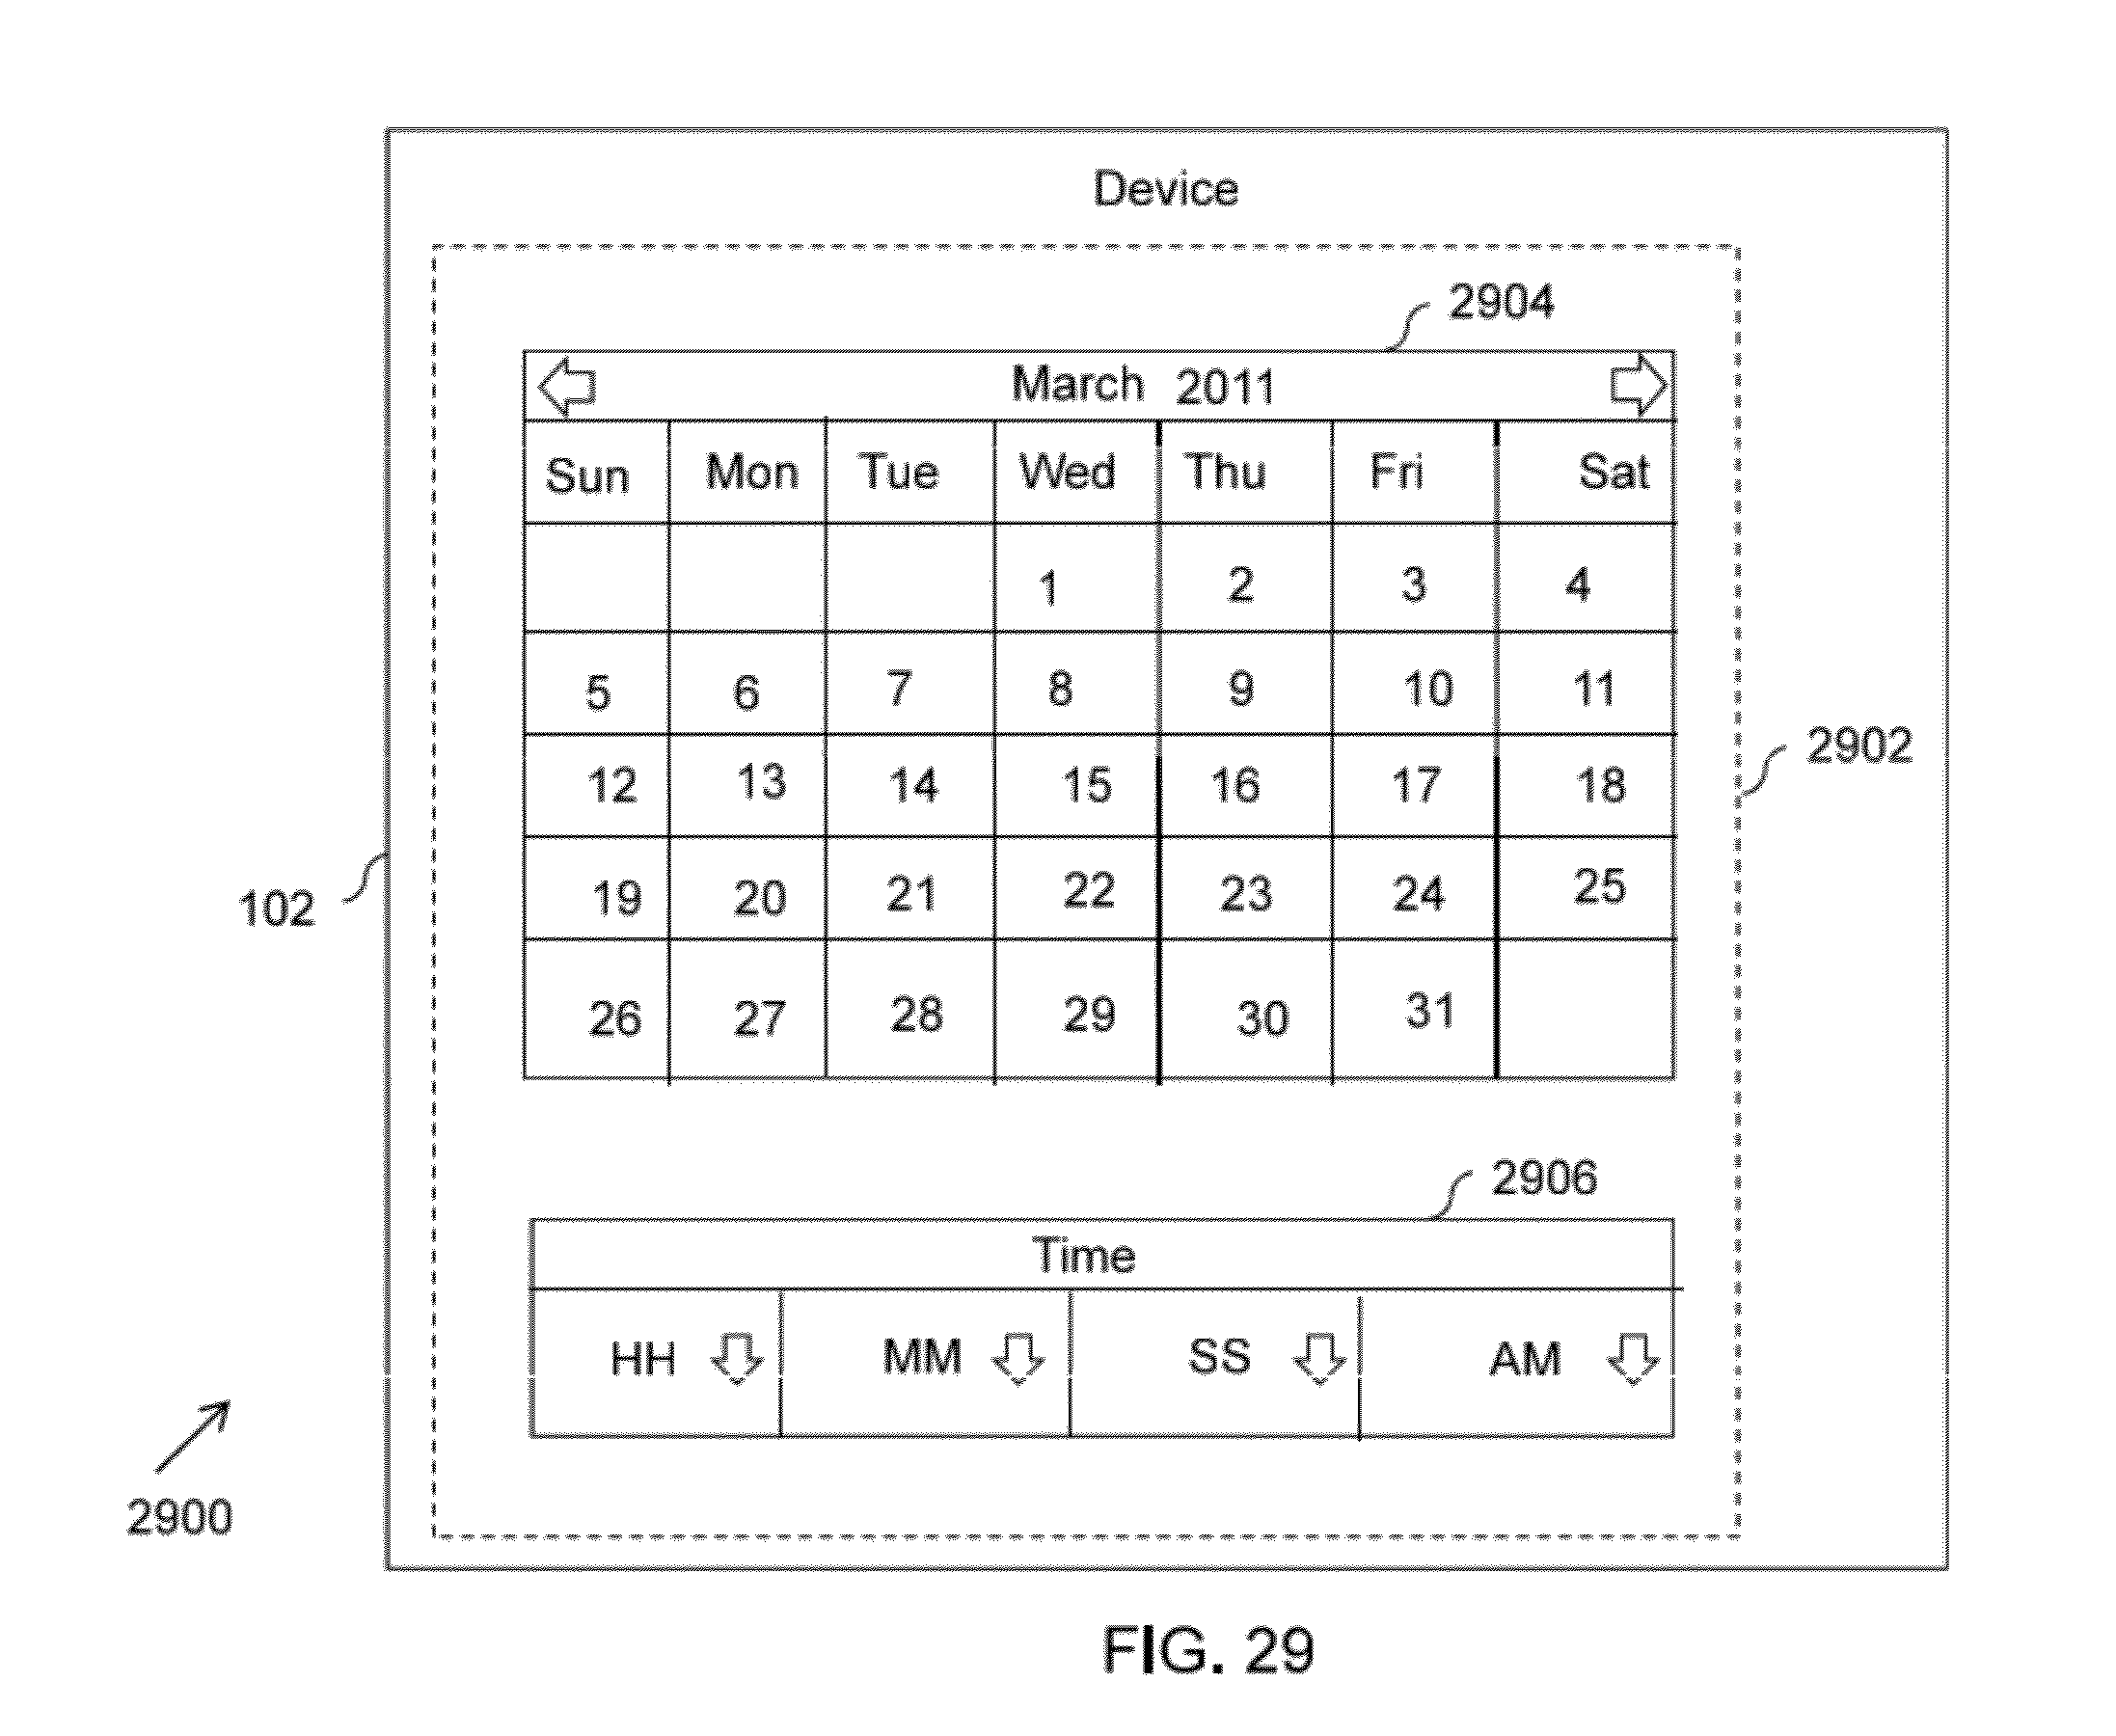 Device
2904
March 2011
Sun Mon Tue Wed Thu Fri Sat
1 2 3 4
5 6 7 8 9 10 11
12 13 14 15 16 17 18
2902
19 20 21 22 23 24 25
102
26 27 28 29 30 31
2906
Time
HH MM SS AM
2900
FIG. 29